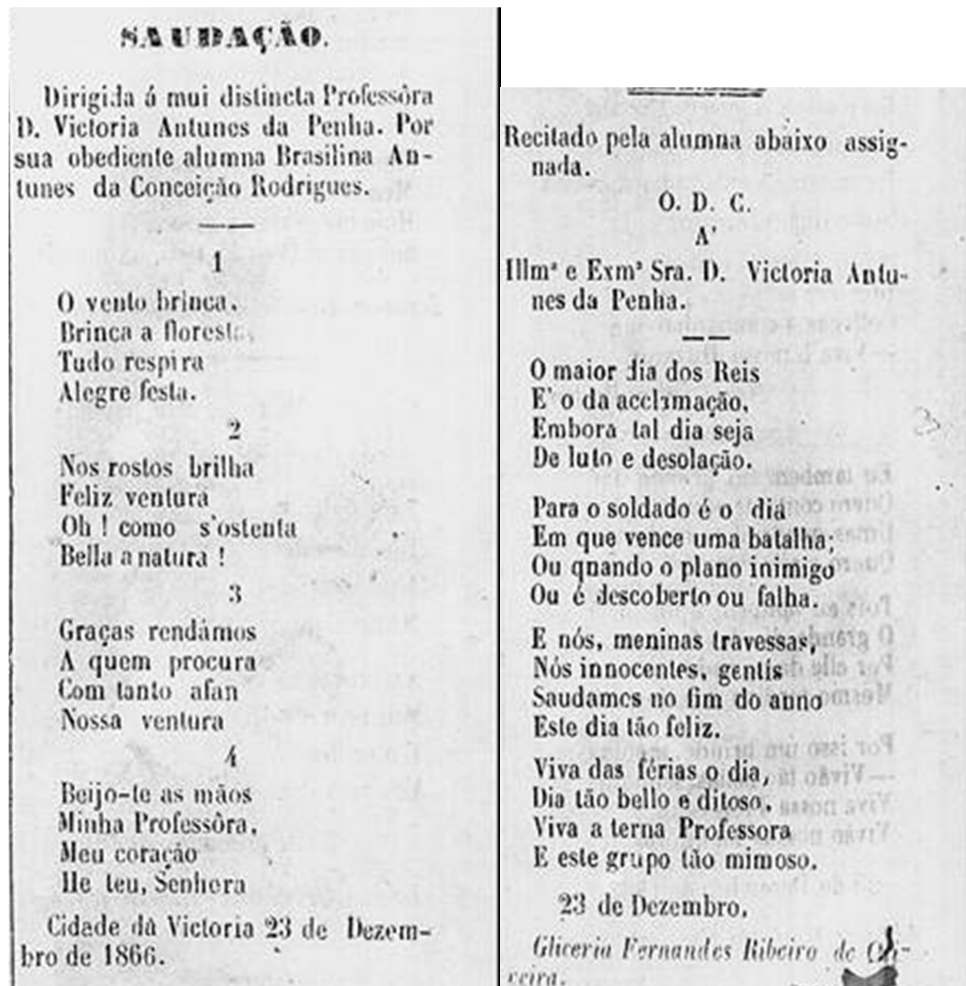 SAUDAÇÃO.
Dirigida á mui distincta Professôra
D. Victoria Antunes da Penha. Por
sua obediente alumna Brasilina An-
tunes da Conceição Rodrigues.
——
1
O vento brinca,
Brinca a floresta,
Tudo respira
Alegre festa.
2
Nos rostos brilha
Feliz ventura
Oh ! como s'ostenta
Bella a natura !
3
Graças rendâmos
A quem procura
Com tanto afan
Nossa ventura
4
Beijo-te as mãos
Minha Professôra,
Meu coração
He teu, Senhora
Cidade da Victoria 23 de Dezem-
bro de 1866.
Recitado pela alumna abaixo assig-
nada.
O. D. C.
A'
Illmª e Exmª Sra. D. Victoria Antu-
nes da Penha.
——
O maior dia dos Reis
E' o da acclamação,
Embora tal dia seja
De luto e desolação.
Para o soldado é o dia
Em que vence uma batalha;
Ou quando o plano inimigo
Ou é descoberto ou falha.
E nós, meninas travessas,
Nós innocentes, gentis
Saudamos no fim do anno
Este dia tão feliz.
Viva das férias o dia,
Dia tão bello e ditoso,
Viva a terna Professora
E este grupo tão mimoso.
23 de Dezembro,
Gliceria Fernandes Ribeiro de Oli-
veira.